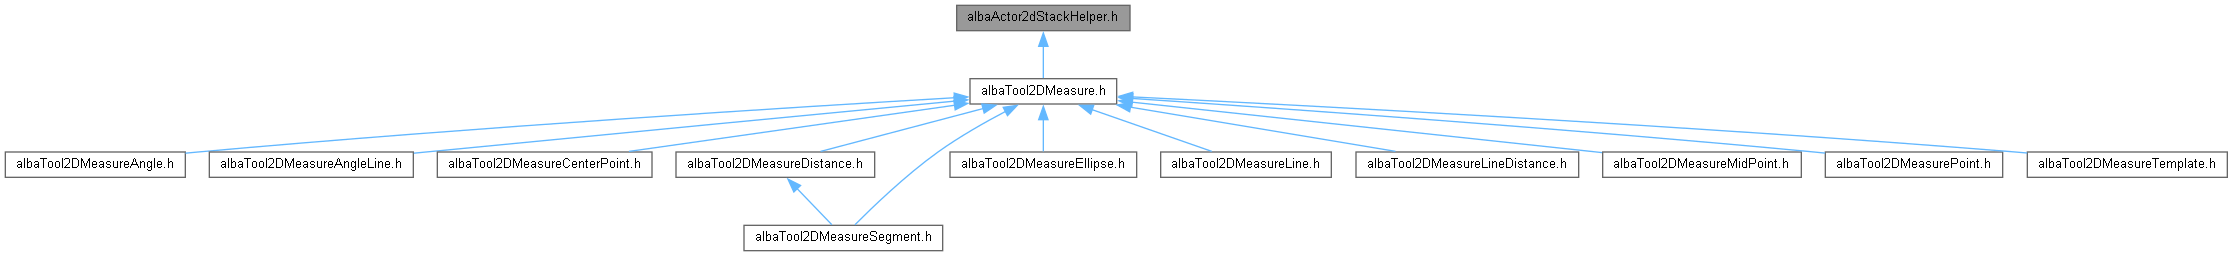 albaActor2dStackHelper.h
albaTool2DMeasure.h
albaTool2DMeasureAngle.h
albaTool2DMeasureAngleLine.h
albaTool2DMeasureCenterPoint.h
albaTool2DMeasureDistance.h
albaTool2DMeasureEllipse.h
albaTool2DMeasureLine.h
albaTool2DMeasureLineDistance.h
albaTool2DMeasureMidPoint.h
albaTool2DMeasurePoint.h
albaTool2DMeasureTemplate.h
albaTool2DMeasureSegment.h